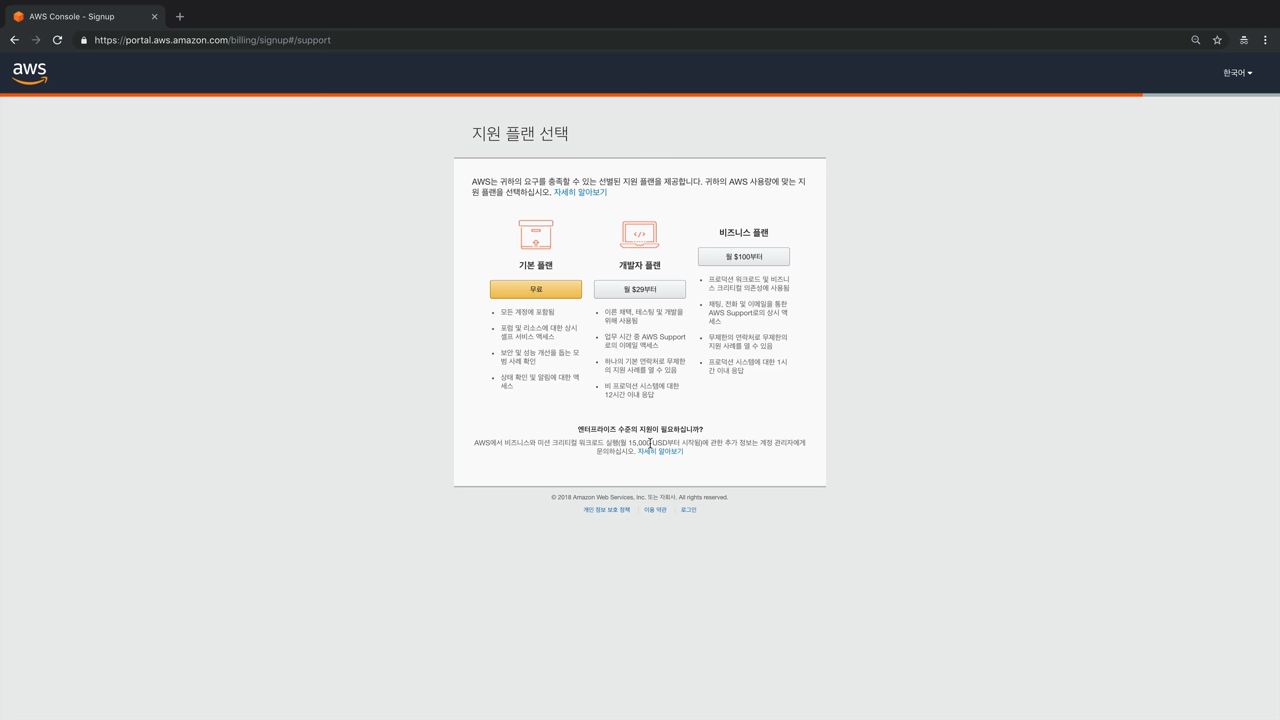 AWS Console - Signup
https://portal.aws.amazon.com/billing/signup#/support
aws
한국어
지원 플랜 선택
AWS는 귀하의 요구를 충족할 수 있는 선별된 지원 플랜을 제공합니다. 귀하의 AWS 사용량에 맞는 지
원 플랜을 선택하십시오. 자세히 알아보기
기본 플랜
무료
모든 계정에 포함됨
포럼 및 리소스에 대한 상시
셀프 서비스 액세스
보안 및 성능 개선을 돕는 모
범 사례 확인
상태 확인 및 알림에 대한 액
세스
개발자 플랜
월 $29부터
이른 채택, 테스팅 및 개발을
위해 사용됨
업무 시간 중 AWS Support
로의 이메일 액세스
하나의 기본 연락처로 무제한
의 지원 사례를 열 수 있음
비 프로덕션 시스템에 대한
12시간 이내 응답
비즈니스 플랜
월 $100부터
프로덕션 워크로드 및 비즈니
스 크리티컬 의존성에 사용됨
채팅, 전화 및 이메일을 통한
AWS Support로의 상시 액
세스
무제한의 연락처로 무제한의
지원 사례를 열 수 있음
프로덕션 시스템에 대한 1시
간 이내 응답
엔터프라이즈 수준의 지원이 필요하십니까?
AWS에서 비즈니스와 미션 크리티컬 워크로드 실행(월 15,000 USD부터 시작됨)에 관한 추가 정보는 계정 관리자에게
문의하십시오. 자세히 알아보기
© 2018 Amazon Web Services, Inc. 또는 자회사. All rights reserved.
개인 정보 보호 정책 | 이용 약관 | 로그인